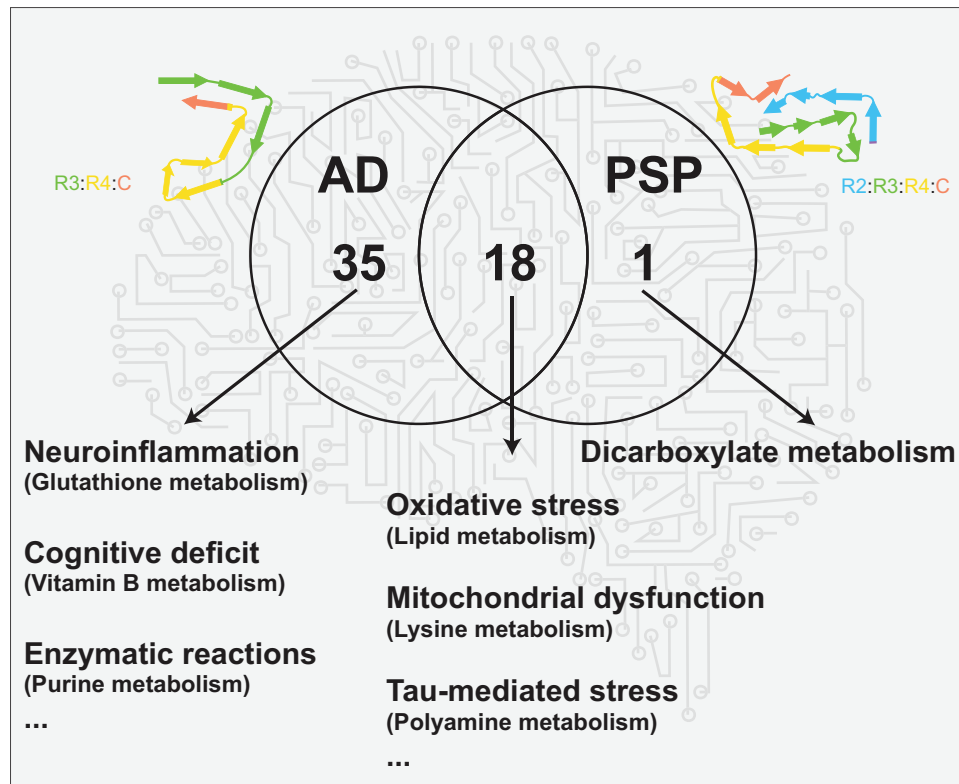 AD
PSP
R3:R4:C
R2:R3:R4:C
35
18
1
Neuroinflammation
(Glutathione metabolism)
Cognitive deficit
(Vitamin B metabolism)
Enzymatic reactions
(Purine metabolism)
...
Oxidative stress
(Lipid metabolism)
Mitochondrial dysfunction
(Lysine metabolism)
Tau-mediated stress
(Polyamine metabolism)
...
Dicarboxylate metabolism